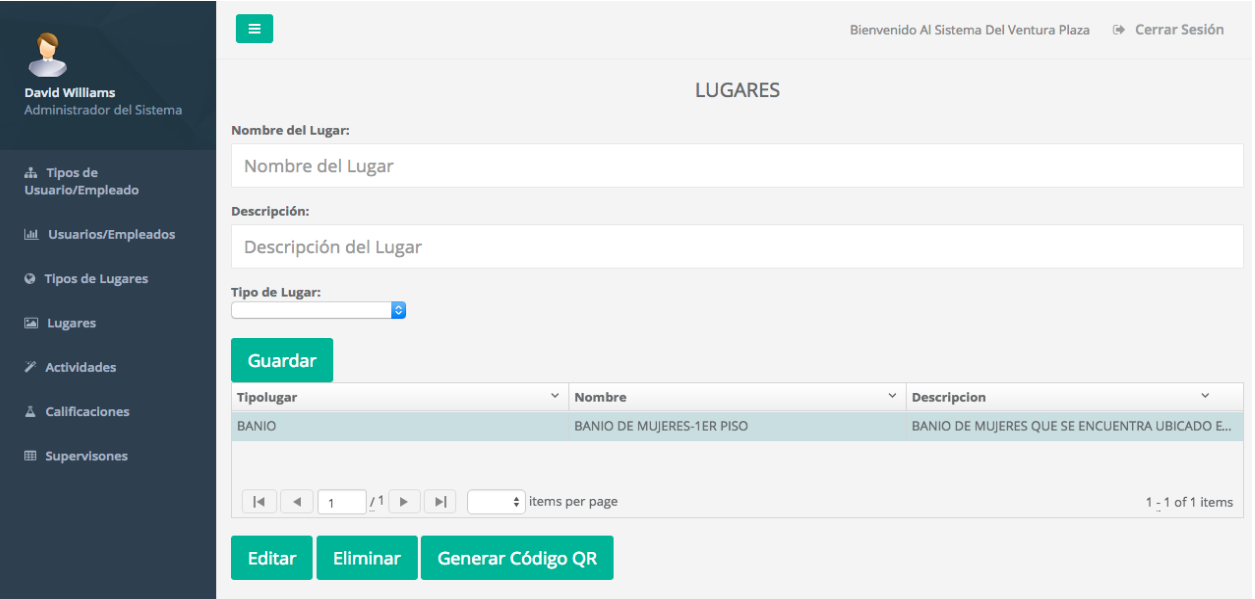 David Williams
Administrador del Sistema
Tipos de
Usuario/Empleado
Usuarios/Empleados
Tipos de Lugares
Lugares
Actividades
Calificaciones
Supervisones
Bienvenido Al Sistema Del Ventura Plaza Cerrar Sesión
LUGARES
Nombre del Lugar:
Nombre del Lugar
Descripción:
Descripción del Lugar
Tipo de Lugar:
Guardar
Tipolugar Nombre Descripcion
BANIO BANIO DE MUJERES-1ER PISO BANIO DE MUJERES QUE SE ENCUENTRA UBICADO E...
1 / 1 items per page 1 - 1 of 1 items
Editar Eliminar Generar Código QR